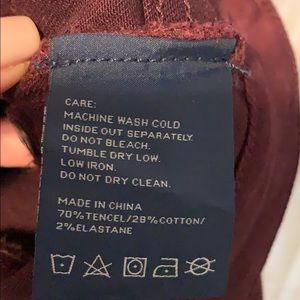 CARE:
MACHINE WASH COLD
INSIDE OUT SEPARATELY.
DO NOT BLEACH.
TUMBLE DRY LOW.
LOW IRON.
DO NOT DRY CLEAN.
MADE IN CHINA
70%TENCEL/28%COTTON/
2%ELASTANE